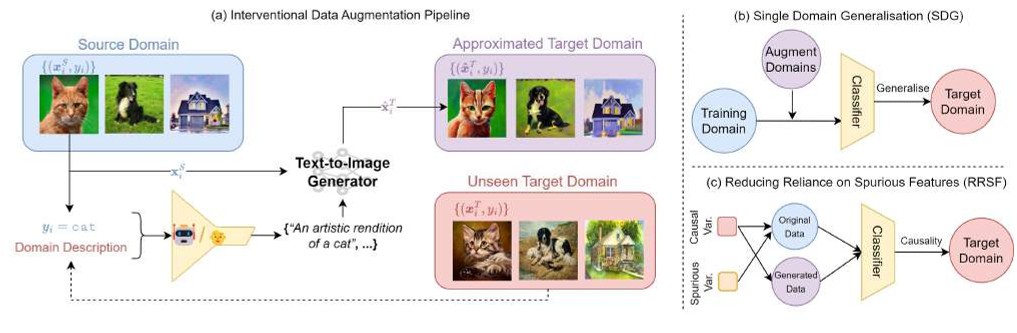 (a) Interventional Data Augmentation Pipeline
Source Domain
{(x_i^S, y_i)}
Approximated Target Domain
{(x̂_i^T, y_i)}
x̂_i^T
x_i^S
Text-to-Image
Generator
Unseen Target Domain
{(x_i^T, y_i)}
y_i = cat
Domain Description
/
{"An artistic rendition
of a cat", ...}
(b) Single Domain Generalisation (SDG)
Augment
Domains
Training
Domain
Classifier
Generalise
Target
Domain
(c) Reducing Reliance on Spurious Features (RRSF)
Causal
Var.
Spurious
Var.
Original
Data
Generated
Data
Classifier
Causality
Target
Domain